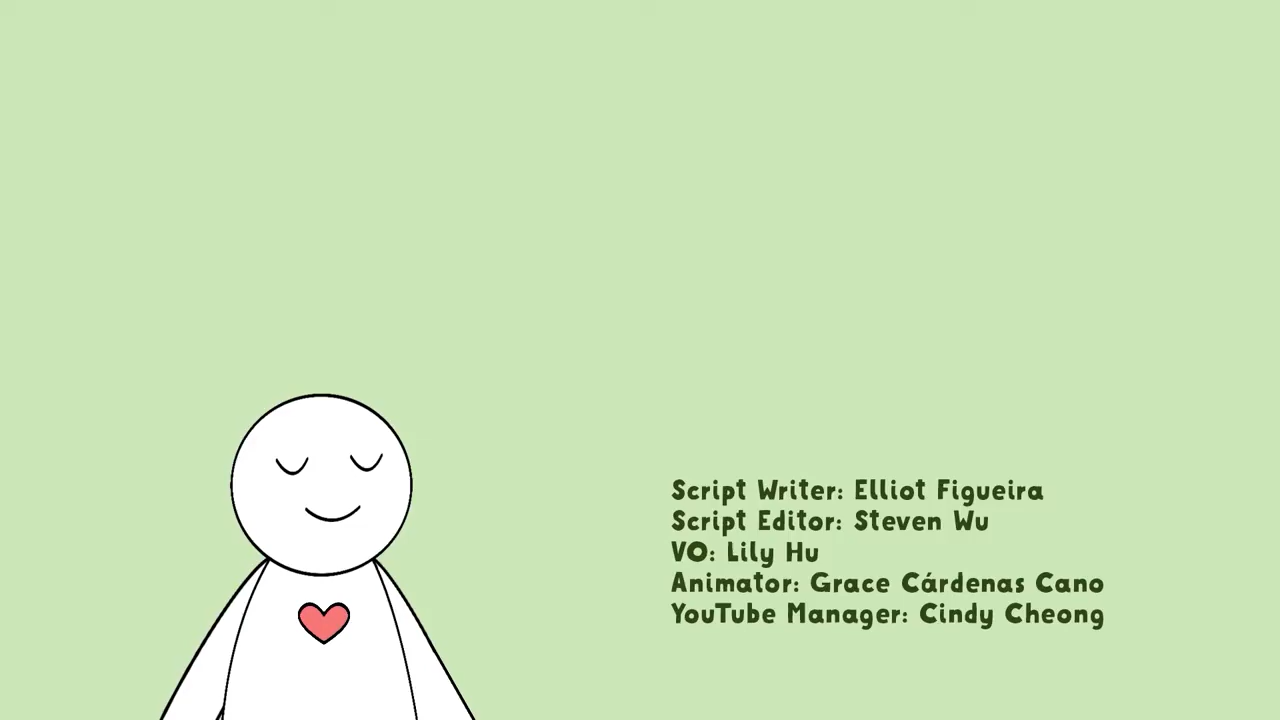 Script Writer: Elliot Figueira
Script Editor: Steven Wu
VO: Lily Hu
Animator: Grace Cárdenas Cano
YouTube Manager: Cindy Cheong